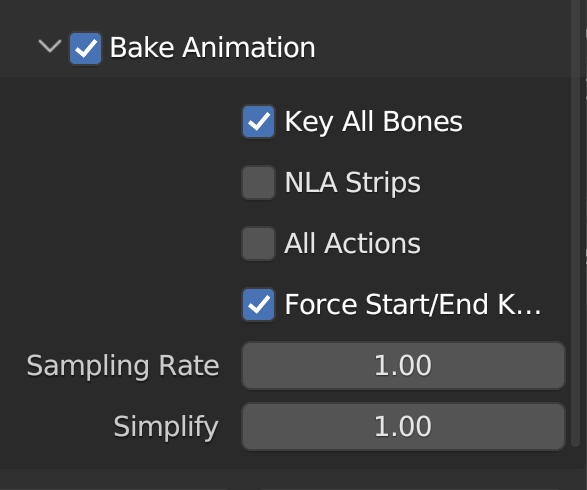 Bake Animation
Key All Bones
NLA Strips
All Actions
Force Start/End K...
Sampling Rate 1.00
Simplify 1.00